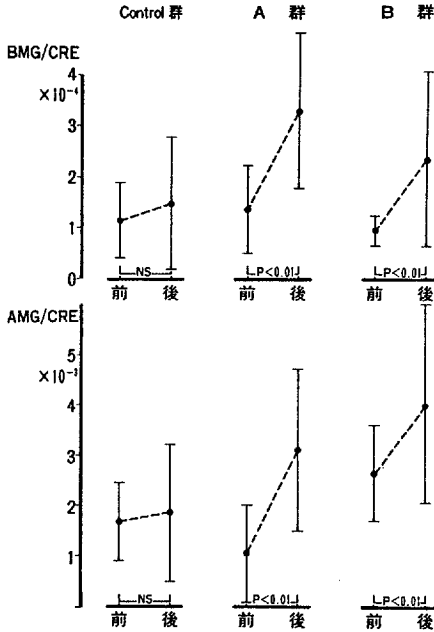 Control 群 A 群 B 群
BMG/CRE
×10⁻⁴
4
3
2
1
0
NS P<0.01 P<0.01
前 後 前 後 前 後
AMG/CRE
×10⁻³
5
4
3
2
1
NS P<0.01 P<0.01
前 後 前 後 前 後